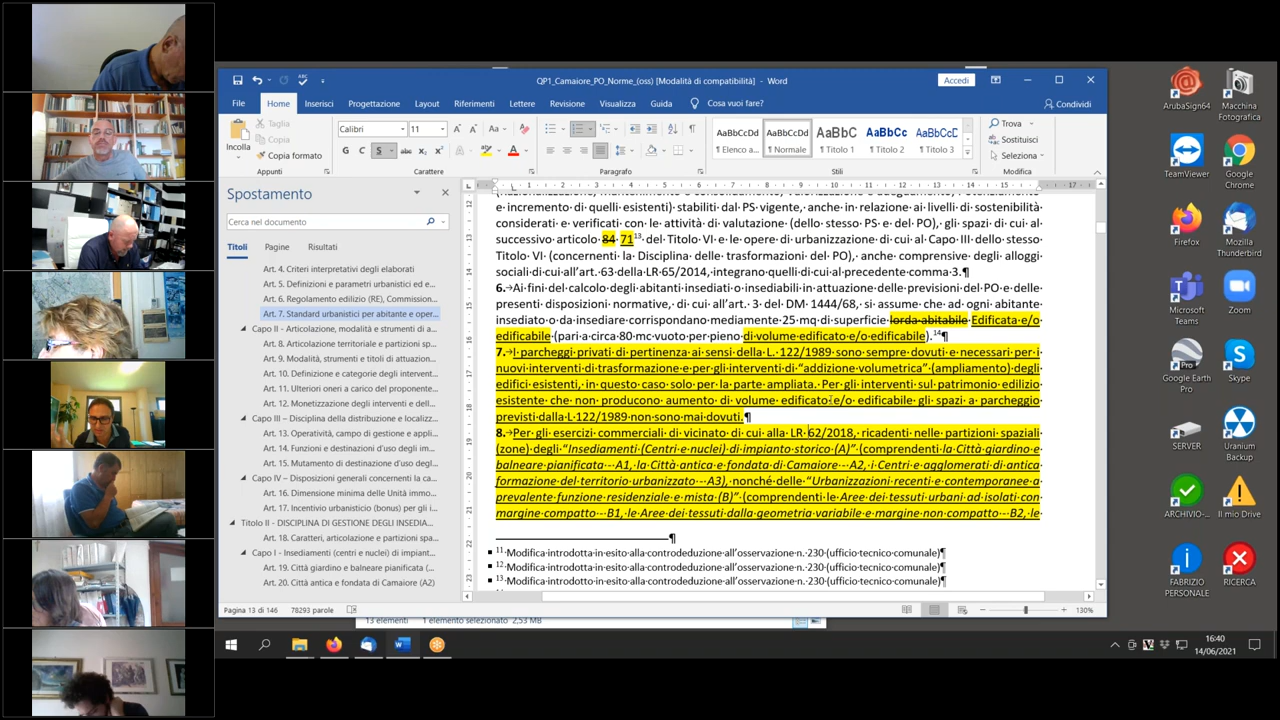 QP1_Camaiore_PO_Norme_(oss) [Modalità di compatibilità] - Word
Accedi
File Home Inserisci Progettazione Layout Riferimenti Lettere Revisione Visualizza Guida Cosa vuoi fare? Condividi
Incolla
Taglia
Copia
Copia formato
Appunti
Calibri 11
G C S abc x₂ x²
Carattere
Paragrafo
AaBbCcDd AaBbCcDd AaBbC AaBbCc AaBbCcD
¶ Elenco a... ¶ Normale ¶ Titolo 1 ¶ Titolo 2 ¶ Titolo 3
Stili
Trova
Sostituisci
Seleziona
Modifica
Spostamento
Cerca nel documento
Titoli Pagine Risultati
Art. 4. Criteri interpretativi degli elaborati
Art. 5. Definizioni e parametri di ed...
Art. 6. Regolamento edilizio (RE), Commission...
Art. 7. Standard urbanistici per abitante e oper...
Capo II - Articolazione, modalità e strumenti di a...
Art. 8. Articolazione territoriale e partizioni sp...
Art. 9. Modalità, strumenti e titoli di attuazion...
Art. 10. Definizione e categorie degli intervent...
Art. 11. Ulteriori oneri a carico del proponente...
Art. 12. Monetizzazione degli interventi e dell...
Capo III – Disciplina della distribuzione e localizz...
Art. 13. Operatività, campo di gestione e appli...
Art. 14. Funzioni e destinazioni d'uso degli im...
Art. 15. Mutamento di destinazione d'uso degl...
Capo IV – Disposizioni generali concernenti la ca...
Art. 16. Dimensione minima delle Unità immo...
Art. 17. Incentivio urbanistico (bonus) per gli i...
Titolo II - DISCIPLINA DI GESTIONE DEGLI INSEDIA...
Art. 18. Caratteri, articolazione e partizioni spa...
Capo I - Insediamenti (centri e nuclei) di impiant...
Art. 19. Città giardino e balneare pianificata (...
Art. 20. Città antica e fondata di Camaiore (A2)
e incremento di quelli esistenti) stabiliti dal PS vigente, anche in relazione ai livelli di sostenibilità
considerati e verificati con le attività di valutazione (dello stesso PS e del PO), gli spazi di cui al
successivo articolo 84 71¹³ del Titolo VI e le opere di urbanizzazione di cui al Capo III dello stesso
Titolo VI (concernenti la Disciplina delle trasformazioni del PO), anche comprensive degli alloggi
sociali di cui all'art. 63 della LR 65/2014, integrano quelli di cui al precedente comma 3.¶
6. Ai fini del calcolo degli abitanti insediati o insediabili in attuazione delle previsioni del PO e delle
presenti disposizioni normative, di cui all'art. 3 del DM 1444/68, si assume che ad ogni abitante
insediato o da insediare corrispondano mediamente 25 mq di superficie lorda abitabile Edificata e/o
edificabile (pari a circa 80 mc vuoto per pieno di volume edificato e/o edificabile).¹⁴¶
7.→I parcheggi privati di pertinenza ai sensi della L. 122/1989 sono sempre dovuti e necessari per i
nuovi interventi di trasformazione e per gli interventi di "addizione volumetrica" (ampliamento) degli
edifici esistenti, in questo caso solo per la parte ampliata. Per gli interventi sul patrimonio edilizio
esistente che non producono aumento di volume edificato e/o edificabile gli spazi a parcheggio
previsti dalla L 122/1989 non sono mai dovuti.¶
8.→Per gli esercizi commerciali di vicinato di cui alla LR 62/2018, ricadenti nelle partizioni spaziali
(zone) degli "Insediamenti (Centri e nuclei) di impianto storico (A)" (comprendenti la Città giardino e
balneare pianificata - A1, la Città antica e fondata di Camaiore - A2, i Centri e agglomerati di antica
formazione del territorio urbanizzato - A3), nonché delle "Urbanizzazioni recenti e contemporanee a
prevalente funzione residenziale e mista (B)" (comprendenti le Aree dei tessuti urbani ad isolati con
margine compatto - B1, le Aree dei tessuti dalla geometria variabile e margine non compatto - B2, le
¶
¹¹ Modifica introdotta in esito alla controdeduzione all'osservazione n. 230 (ufficio tecnico comunale)¶
¹² Modifica introdotto in esito alla controdeduzione all'osservazione n. 230 (ufficio tecnico comunale)¶
¹³ Modifica introdotto in esito alla controdeduzione all'osservazione n. 230 (ufficio tecnico comunale)¶
Pagina 13 di 146 78293 parole 130%
13 elementi 1 elemento selezionato 2,53 MB
ArubaSign64
Macchina Fotografica
TeamViewer
Google Chrome
Firefox
Mozilla Thunderbird
Microsoft Teams
Zoom
Google Earth Pro
Skype
SERVER
Uranium Backup
ARCHIVIO-...
Il mio Drive
FABRIZIO PERSONALE
RICERCA
16:40
14/06/2021